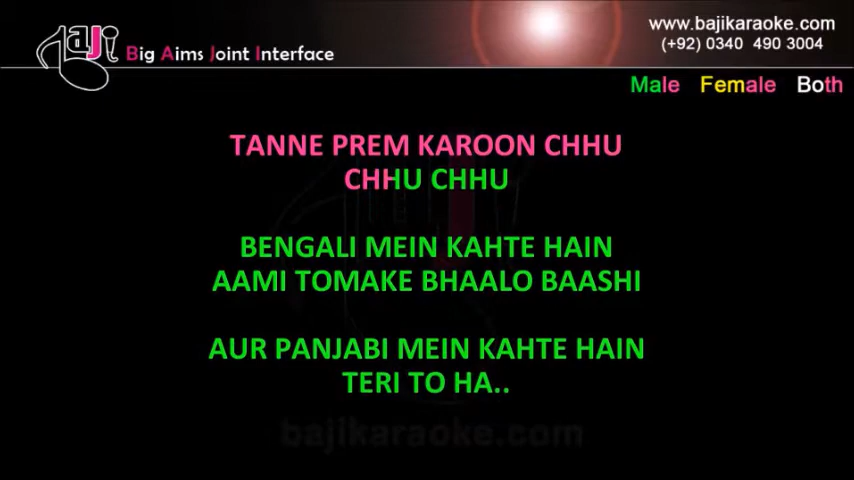 baji Big Aims Joint Interface
www.bajikaraoke.com
(+92) 0340 490 3004
Male Female Both
TANNE PREM KAROON CHHU
CHHU CHHU
BENGALI MEIN KAHTE HAIN
AAMI TOMAKE BHAALO BAASHI
AUR PANJABI MEIN KAHTE HAIN
TERI TO HA..
bajikaraoke.com